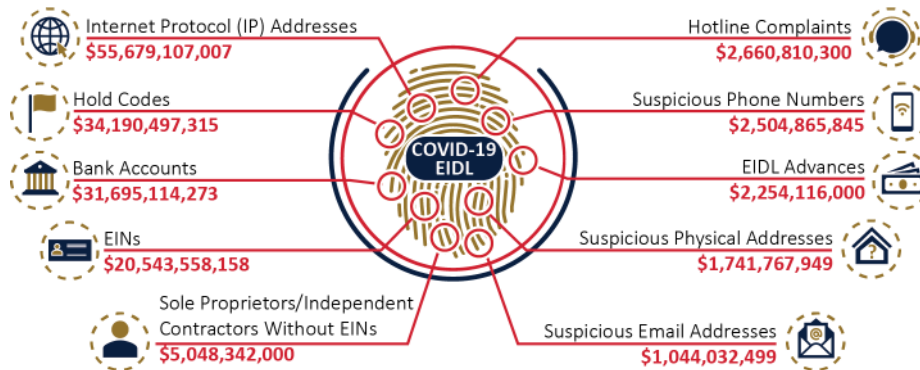 Internet Protocol (IP) Addresses
$55,679,107,007
Hold Codes
$34,190,497,315
Bank Accounts
$31,695,114,273
EINs
$20,543,558,158
Sole Proprietors/Independent
Contractors Without EINs
$5,048,342,000
COVID-19
EIDL
Hotline Complaints
$2,660,810,300
Suspicious Phone Numbers
$2,504,865,845
EIDL Advances
$2,254,116,000
Suspicious Physical Addresses
$1,741,767,949
?
Suspicious Email Addresses
$1,044,032,499
@